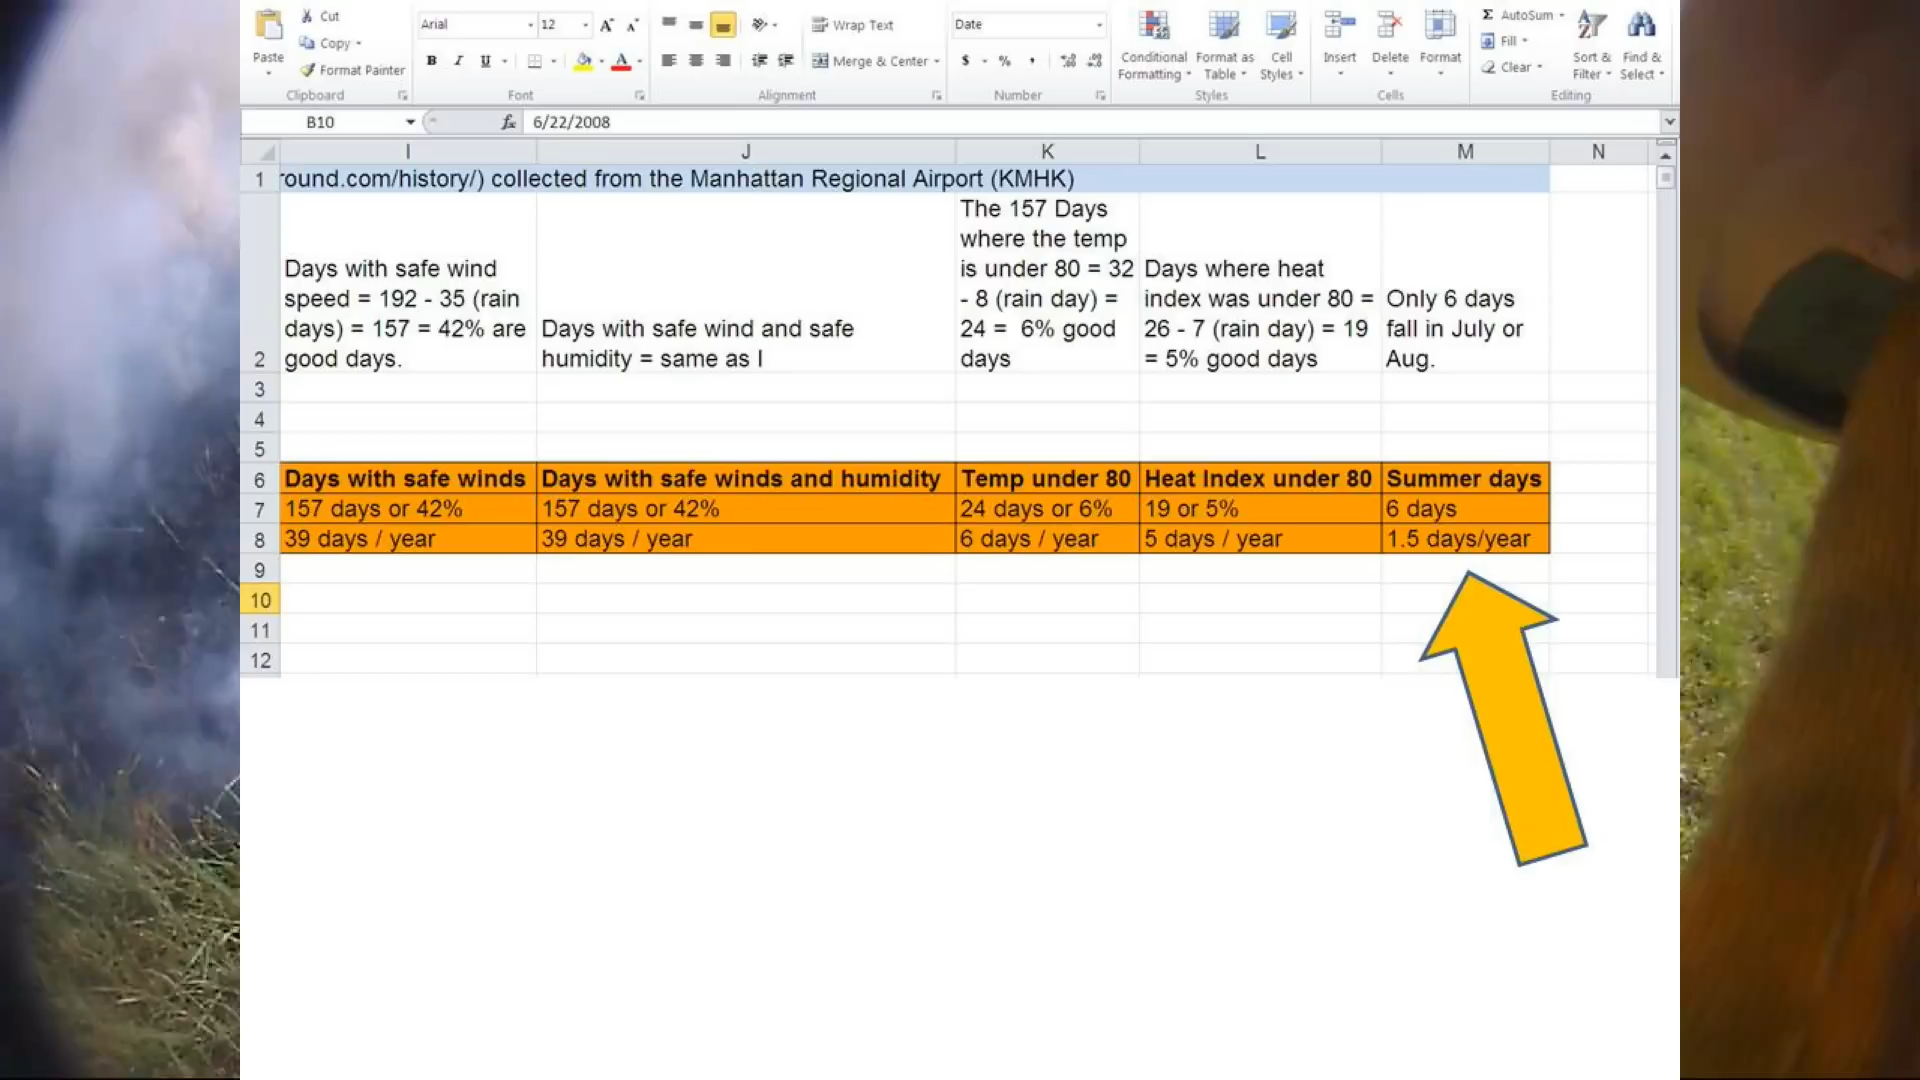 Cut
Copy
Format Painter
Paste
Clipboard
Arial
12
B I U
Font
Wrap Text
Merge & Center
Alignment
Date
$ % ,
Number
Conditional Formatting
Format as Table
Cell Styles
Styles
Insert
Delete
Format
Cells
Σ AutoSum
Fill
Clear
Sort & Filter
Find & Select
Editing
B10
fx
6/22/2008
I J K L M N
1 round.com/history/) collected from the Manhattan Regional Airport (KMHK)
Days with safe wind
speed = 192 - 35 (rain
days) = 157 = 42% are
good days.
Days with safe wind and safe
humidity = same as I
The 157 Days
where the temp
is under 80 = 32
- 8 (rain day) =
24 = 6% good
days
Days where heat
index was under 80 =
26 - 7 (rain day) = 19
= 5% good days
Only 6 days
fall in July or
Aug.
2
3
4
5
6 Days with safe winds Days with safe winds and humidity Temp under 80 Heat Index under 80 Summer days
7 157 days or 42% 157 days or 42% 24 days or 6% 19 or 5% 6 days
8 39 days / year 39 days / year 6 days / year 5 days / year 1.5 days/year
9
10
11
12